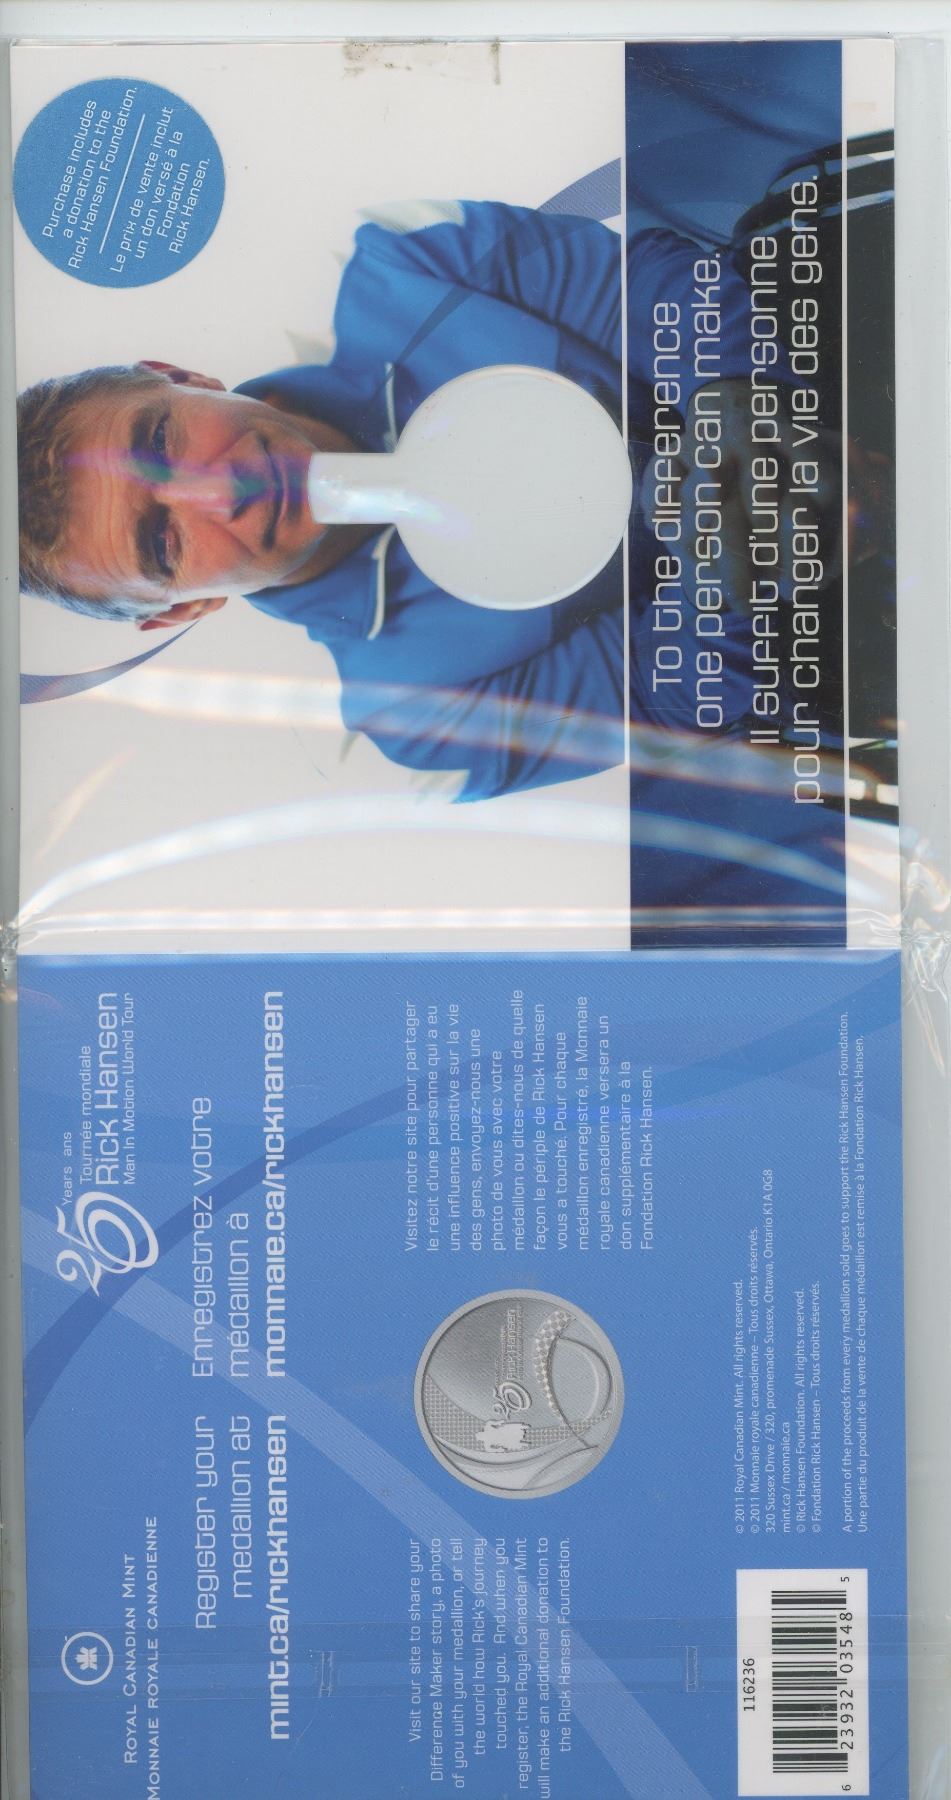 Purchase includes
a donation to the
Rick Hansen Foundation.
Le prix de vente inclut
un don versé à la
Fondation
Rick Hansen.
To the difference
one person can make.
Il suffit d'une personne
pour changer la vie des gens.
ROYAL CANADIAN MINT
MONNAIE ROYALE CANADIENE
25 Years ans
Tournée mondiale
Rick Hansen
Man In Motion World Tour
Register your
medallion at
mint.ca/rickhansen
Enregistrez votre
médaillon à
monnaie.ca/rickhansen
Visit our site to share your
Difference Maker story, a photo
of you with your medallion, or tell
the world how Rick's journey
touched you. And when you
register, the Royal Canadian Mint
will make an additional donation to
the Rick Hansen Foundation.
25
Rick Hansen
Visitez notre site pour partager
le récit d'une personne qui a eu
une influence positive sur la vie
des gens, envoyez-nous une
photo de vous avec votre
médaillon ou dites-nous de quelle
façon le périple de Rick Hansen
vous a touché. Pour chaque
médaillon enregistré, la Monnaie
royale canadienne versera un
don supplémentaire à la
Fondation Rick Hansen.
116236
6 23932 03548 5
© 2011 Royal Canadian Mint. All rights reserved.
© 2011 Monnaie royale canadienne – Tous droits réservés.
320 Sussex Drive / 320, promenade Sussex, Ottawa, Ontario K1A 0G8
mint.ca / monnaie.ca
© Rick Hansen Foundation. All rights reserved.
© Fondation Rick Hansen – Tous droits réservés.
A portion of the proceeds from every medallion sold goes to support the Rick Hansen Foundation.
Une partie du produit de la vente de chaque médaillon est remise à la Fondation Rick Hansen.